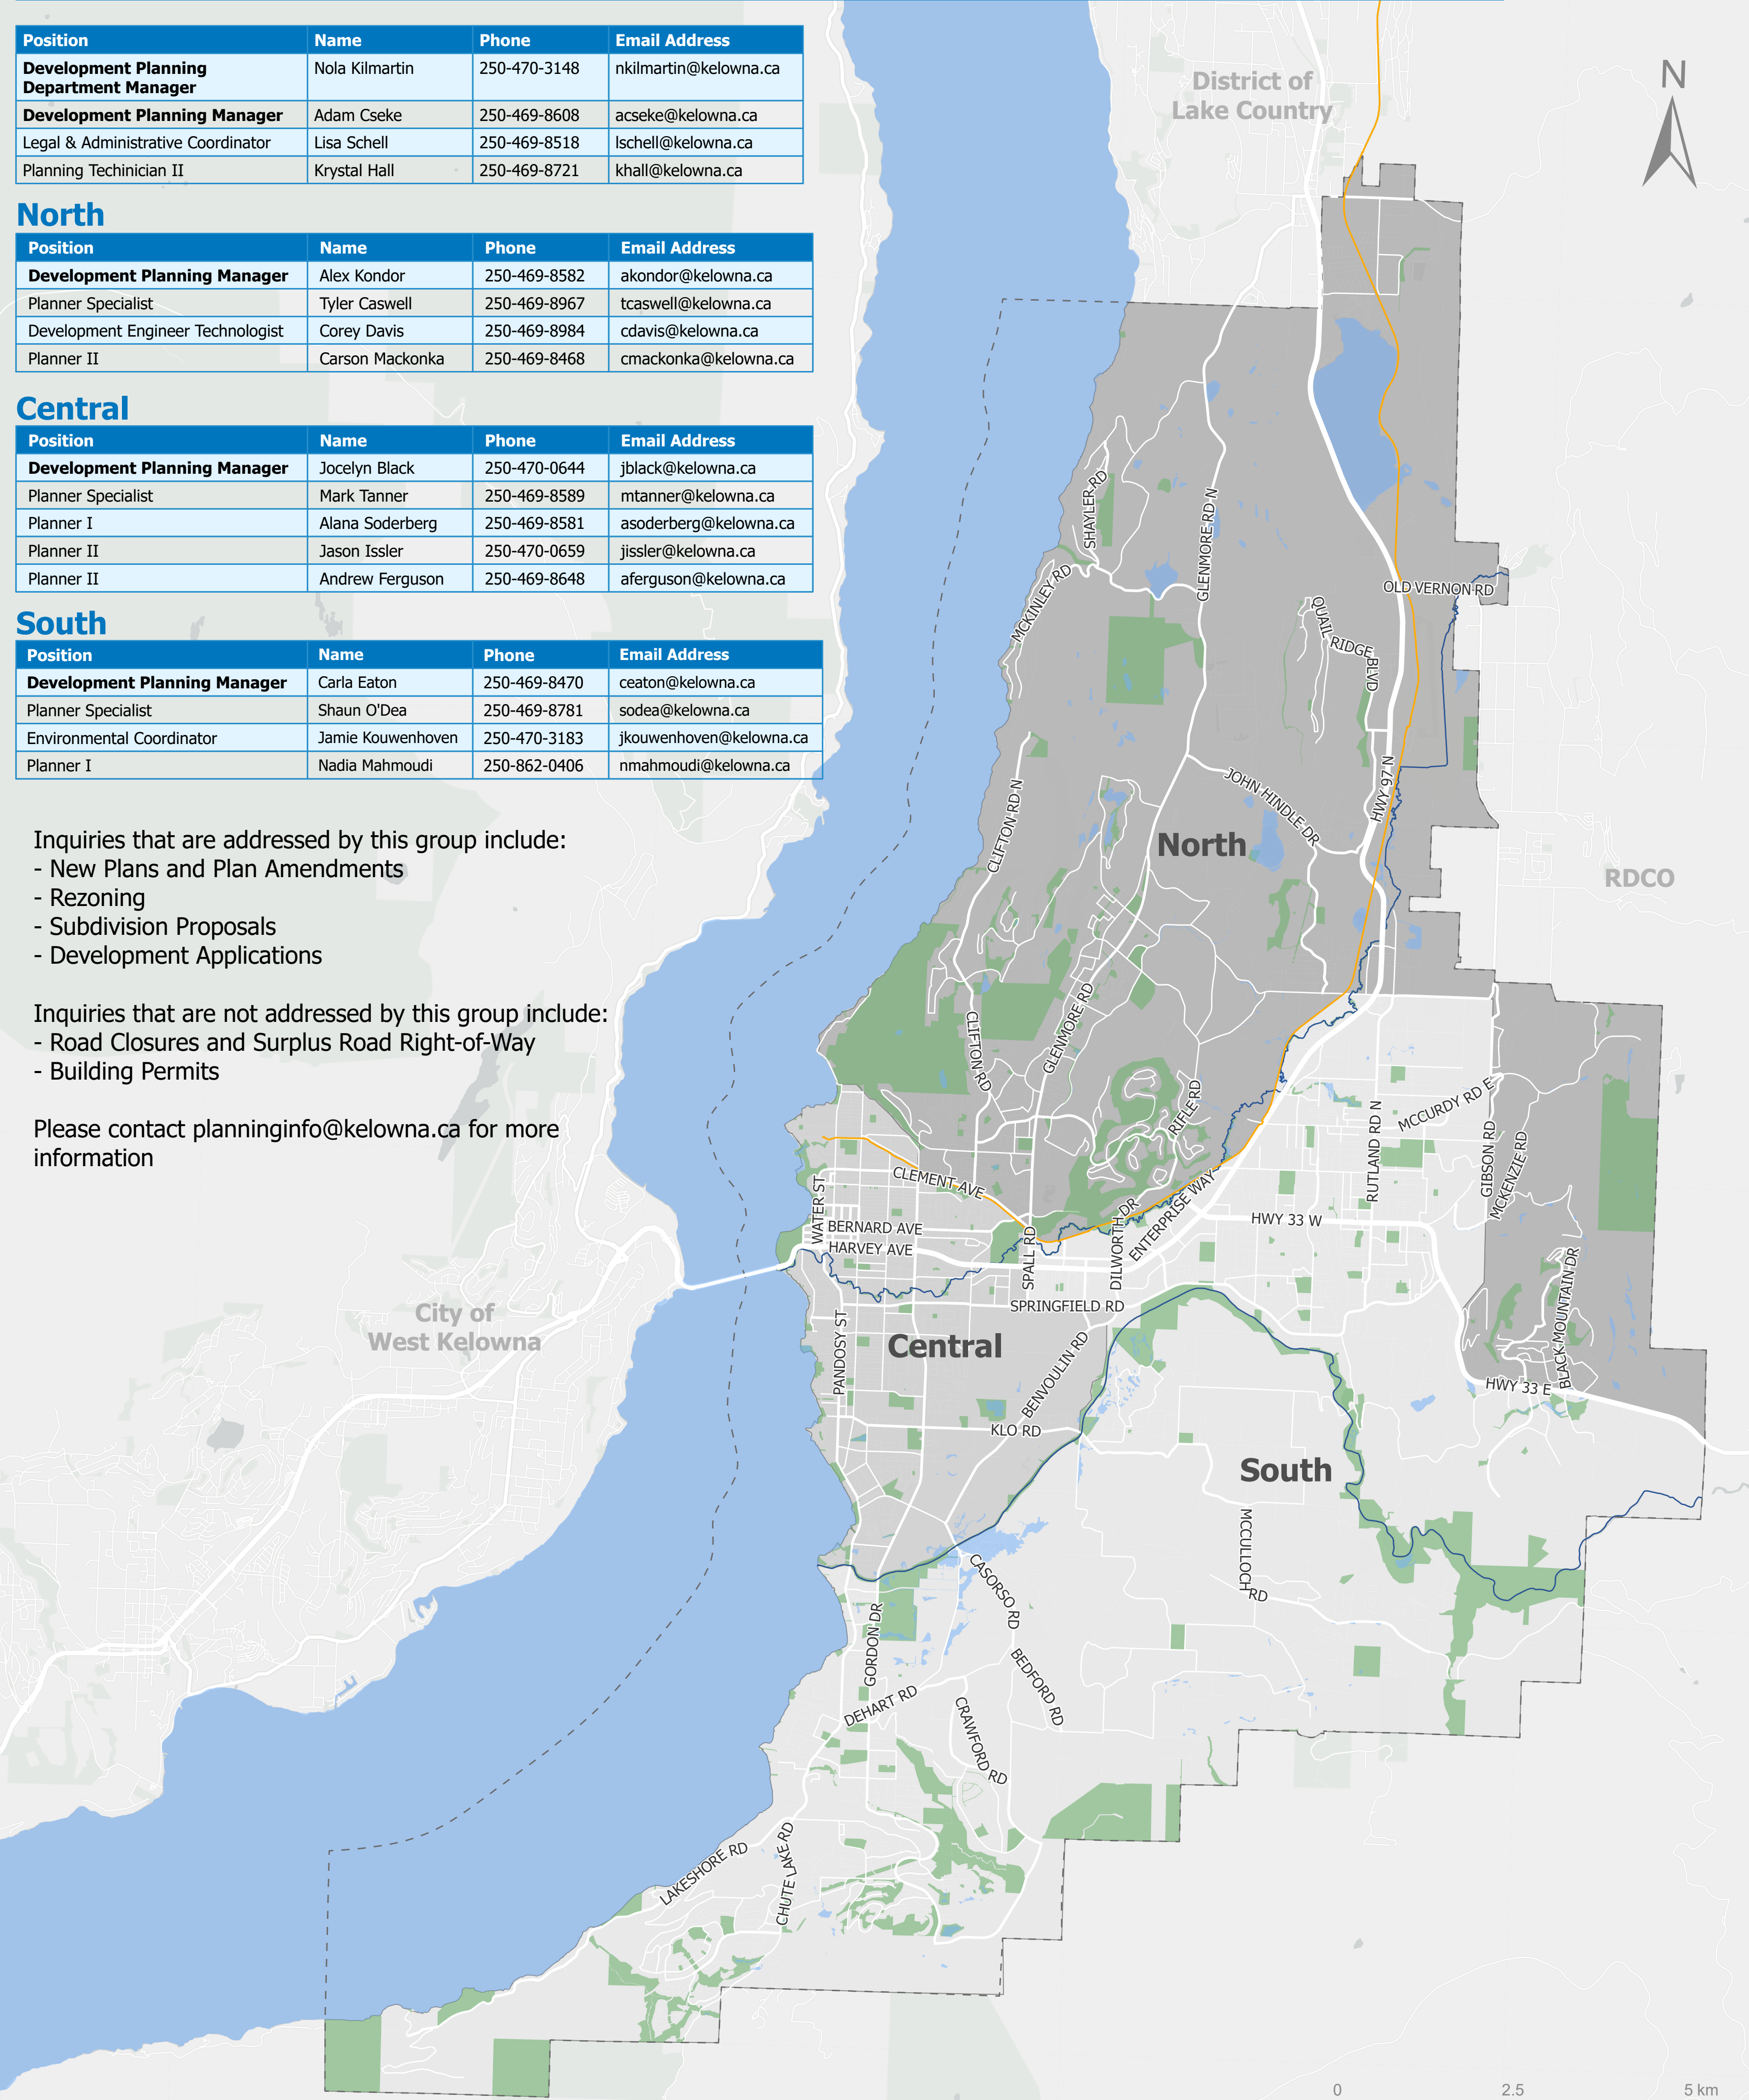 Position Name Phone Email Address
Development Planning
Department Manager Nola Kilmartin 250-470-3148 nkilmartin@kelowna.ca
Development Planning Manager Adam Cseke 250-469-8608 acseke@kelowna.ca
Legal & Administrative Coordinator Lisa Schell 250-469-8518 lschell@kelowna.ca
Planning Techinician II Krystal Hall 250-469-8721 khall@kelowna.ca
North
Position Name Phone Email Address
Development Planning Manager Alex Kondor 250-469-8582 akondor@kelowna.ca
Planner Specialist Tyler Caswell 250-469-8967 tcaswell@kelowna.ca
Development Engineer Technologist Corey Davis 250-469-8984 cdavis@kelowna.ca
Planner II Carson Mackonka 250-469-8468 cmackonka@kelowna.ca
Central
Position Name Phone Email Address
Development Planning Manager Jocelyn Black 250-470-0644 jblack@kelowna.ca
Planner Specialist Mark Tanner 250-469-8589 mtanner@kelowna.ca
Planner I Alana Soderberg 250-469-8581 asoderberg@kelowna.ca
Planner II Jason Issler 250-470-0659 jissler@kelowna.ca
Planner II Andrew Ferguson 250-469-8648 aferguson@kelowna.ca
South
Position Name Phone Email Address
Development Planning Manager Carla Eaton 250-469-8470 ceaton@kelowna.ca
Planner Specialist Shaun O'Dea 250-469-8781 sodea@kelowna.ca
Environmental Coordinator Jamie Kouwenhoven 250-470-3183 jkouwenhoven@kelowna.ca
Planner I Nadia Mahmoudi 250-862-0406 nmahmoudi@kelowna.ca
Inquiries that are addressed by this group include:
- New Plans and Plan Amendments
- Rezoning
- Subdivision Proposals
- Development Applications
Inquiries that are not addressed by this group include:
- Road Closures and Surplus Road Right-of-Way
- Building Permits
Please contact planninginfo@kelowna.ca for more
information
District of
Lake Country
N
SHAYLER RD
GLENMORE RD N
MCKINLEY RD
OLD VERNON RD
QUAIL RIDGE BLVD
HWY 97 N
JOHN HINDLE DR
CLIFTON RD N
North
RDCO
CLIFTON RD
GLENMORE RD
RIFLE RD
MCCURDY RD E
RUTLAND RD N
GIBSON RD
MCKENZIE RD
CLEMENT AVE
WATER ST
BERNARD AVE
HARVEY AVE
SPALL RD
DILWORTH DR
ENTERPRISE WAY
HWY 33 W
SPRINGFIELD RD
BLACK MOUNTAIN DR
City of
West Kelowna
PANDOSY ST
Central
BENVOULIN RD
HWY 33 E
KLO RD
South
MCCULLOCH RD
CASORSO RD
GORDON DR
BEDFORD RD
DEHART RD
CRAWFORD RD
LAKESHORE RD
CHUTE LAKE RD
0 2.5 5 km